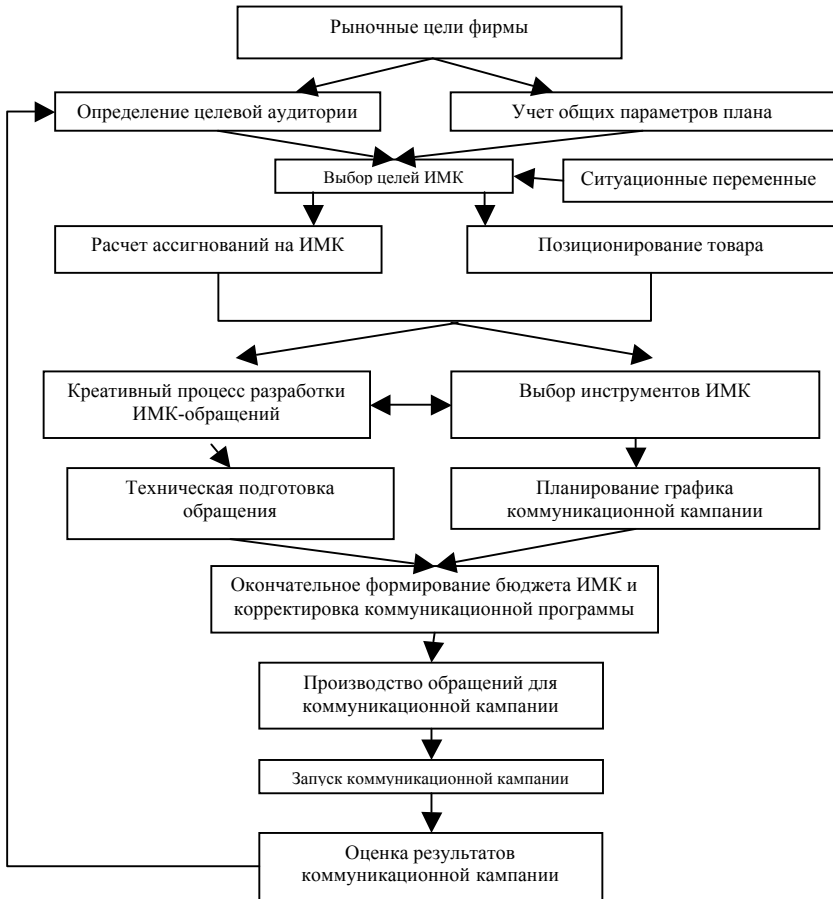 Рыночные цели фирмы
Определение целевой аудитории
Учет общих параметров плана
Выбор целей ИМК
Ситуационные переменные
Расчет ассигнований на ИМК
Позиционирование товара
Креативный процесс разработки
ИМК-обращений
Выбор инструментов ИМК
Техническая подготовка
обращения
Планирование графика
коммуникационной кампании
Окончательное формирование бюджета ИМК и
корректировка коммуникационной программы
Производство обращений для
коммуникационной кампании
Запуск коммуникационной кампании
Оценка результатов
коммуникационной кампании